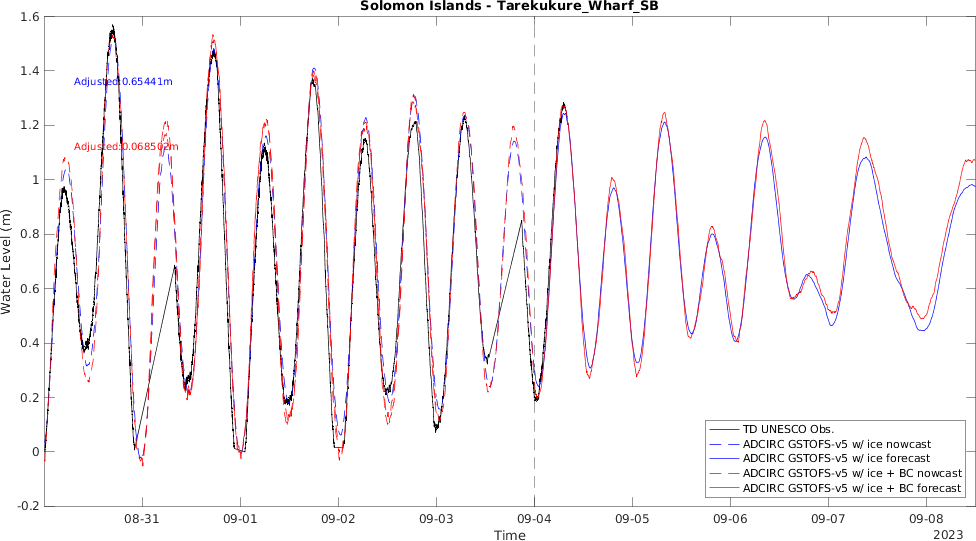 Solomon Islands - Tarekukure_Wharf_SB
1.6
1.4
1.2
1
0.8
0.6
0.4
0.2
0
-0.2
Water Level (m)
Adjusted:0.65441m
Adjusted:0.068502m
TD UNESCO Obs.
ADCIRC GSTOFS-v5 w/ ice nowcast
ADCIRC GSTOFS-v5 w/ ice forecast
ADCIRC GSTOFS-v5 w/ ice + BC nowcast
ADCIRC GSTOFS-v5 w/ ice + BC forecast
08-31 09-01 09-02 09-03 09-04 09-05 09-06 09-07 09-08
Time
2023